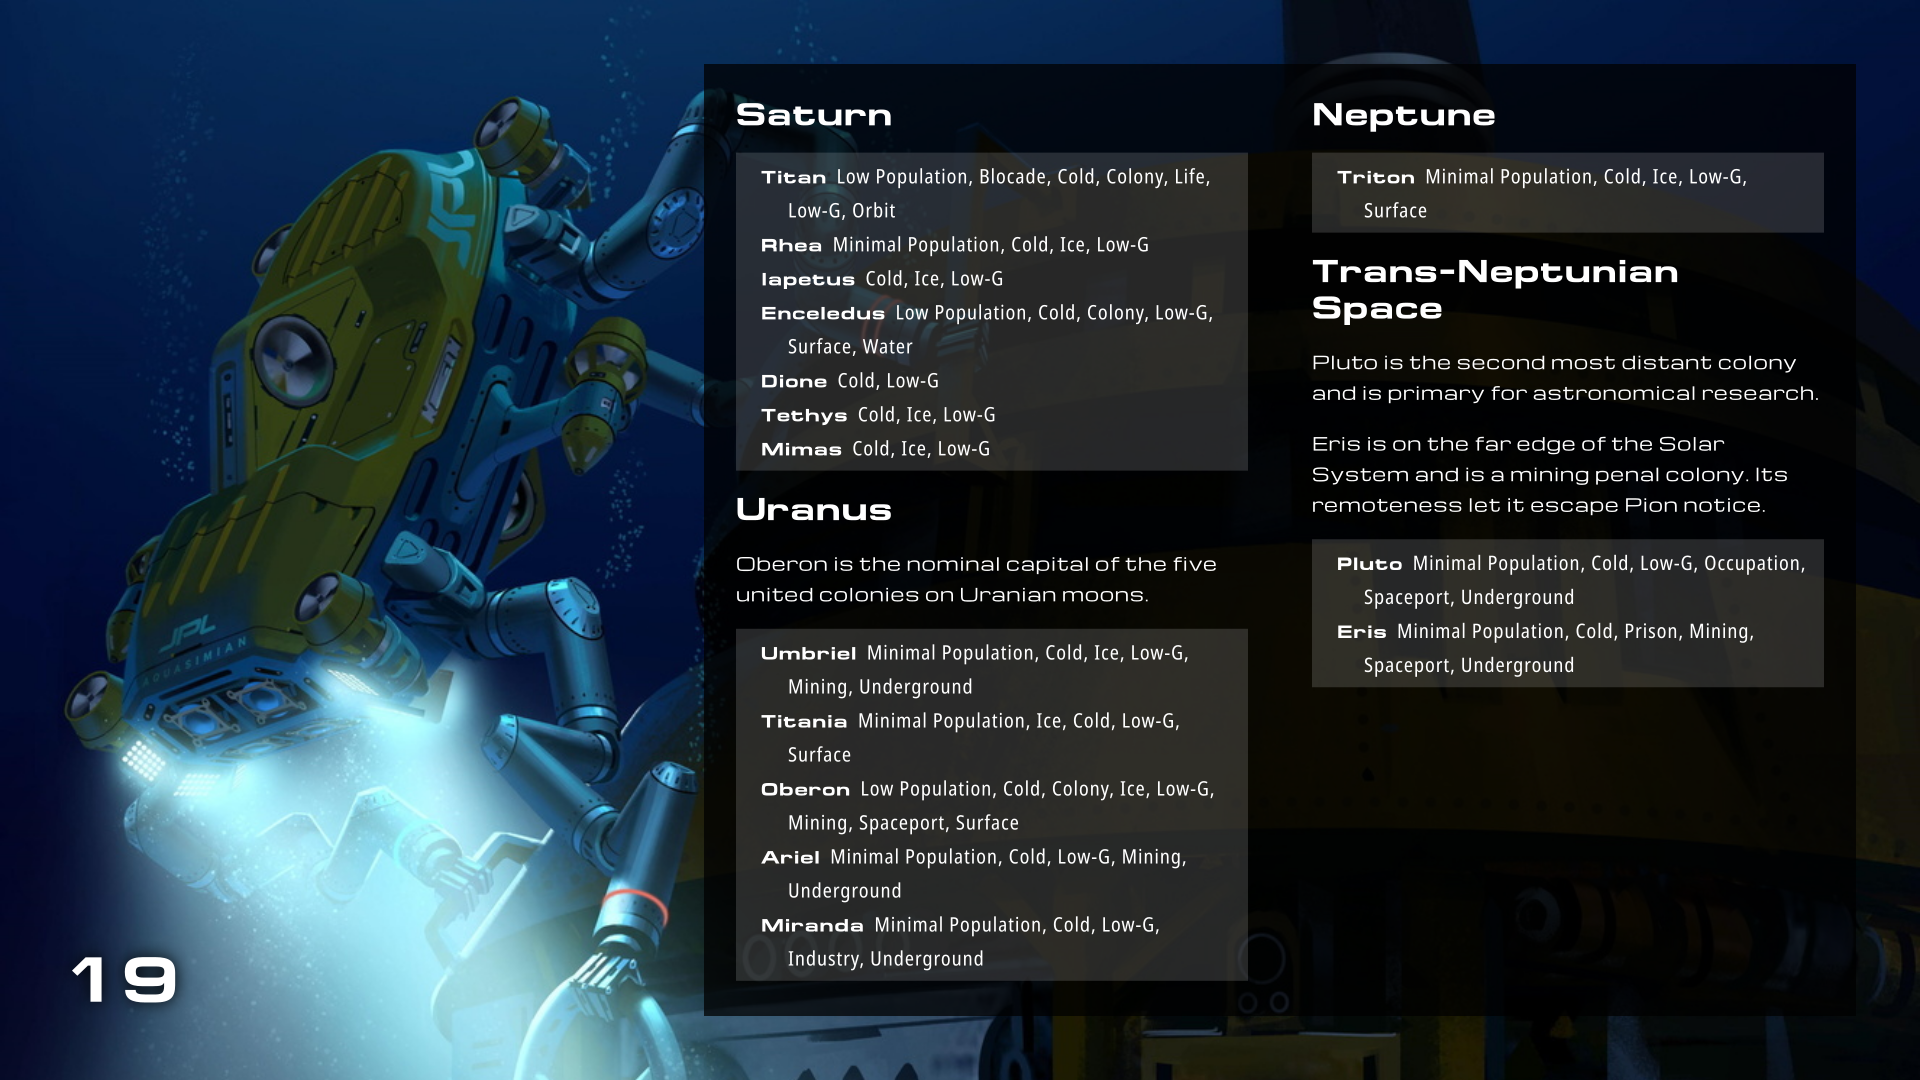 JPL
JPL
AQUASIMIAN
19
Saturn
Titan Low Population, Blocade, Cold, Colony, Life,
Low-G, Orbit
Rhea Minimal Population, Cold, Ice, Low-G
Iapetus Cold, Ice, Low-G
Enceledus Low Population, Cold, Colony, Low-G,
Surface, Water
Dione Cold, Low-G
Tethys Cold, Ice, Low-G
Mimas Cold, Ice, Low-G
Uranus
Oberon is the nominal capital of the five
united colonies on Uranian moons.
Umbriel Minimal Population, Cold, Ice, Low-G,
Mining, Underground
Titania Minimal Population, Ice, Cold, Low-G,
Surface
Oberon Low Population, Cold, Colony, Ice, Low-G,
Mining, Spaceport, Surface
Ariel Minimal Population, Cold, Low-G, Mining,
Underground
Miranda Minimal Population, Cold, Low-G,
Industry, Underground
Neptune
Triton Minimal Population, Cold, Ice, Low-G,
Surface
Trans-Neptunian
Space
Pluto is the second most distant colony
and is primary for astronomical research.
Eris is on the far edge of the Solar
System and is a mining penal colony. Its
remoteness let it escape Pion notice.
Pluto Minimal Population, Cold, Low-G, Occupation,
Spaceport, Underground
Eris Minimal Population, Cold, Prison, Mining,
Spaceport, Underground